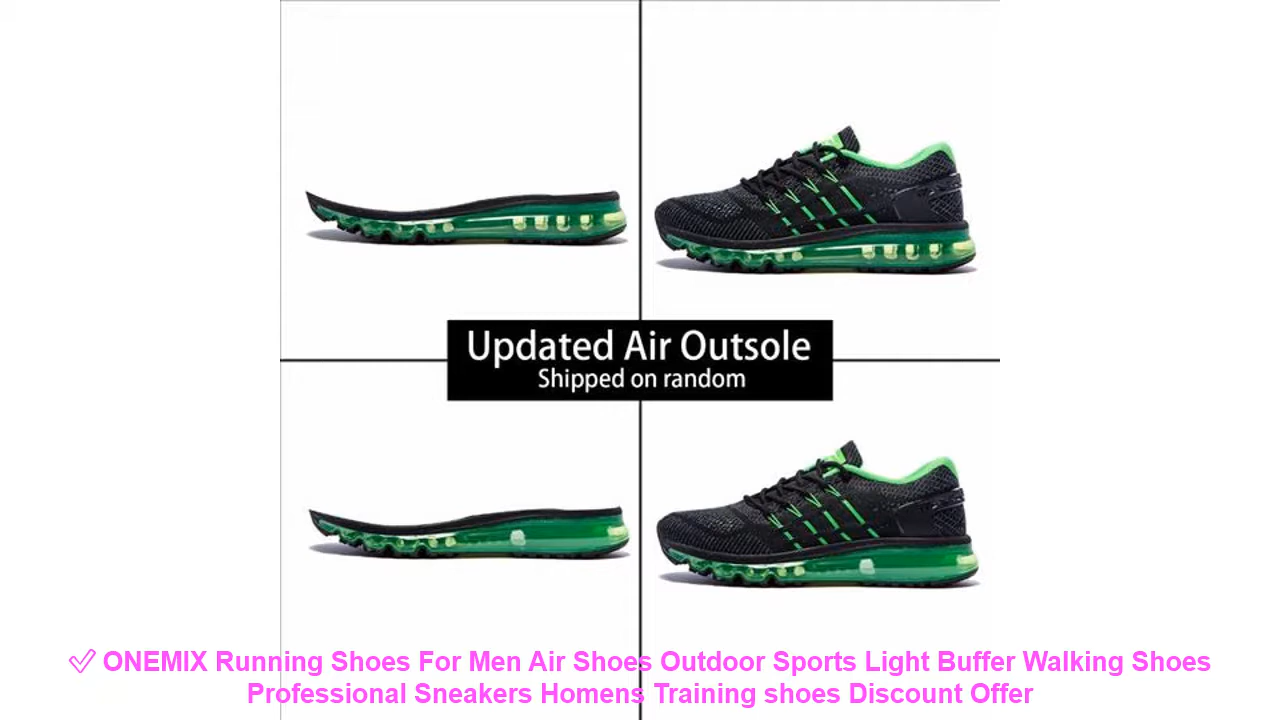 Updated Air Outsole
Shipped on random
✅ ONEMIX Running Shoes For Men Air Shoes Outdoor Sports Light Buffer Walking Shoes
Professional Sneakers Homens Training shoes Discount Offer